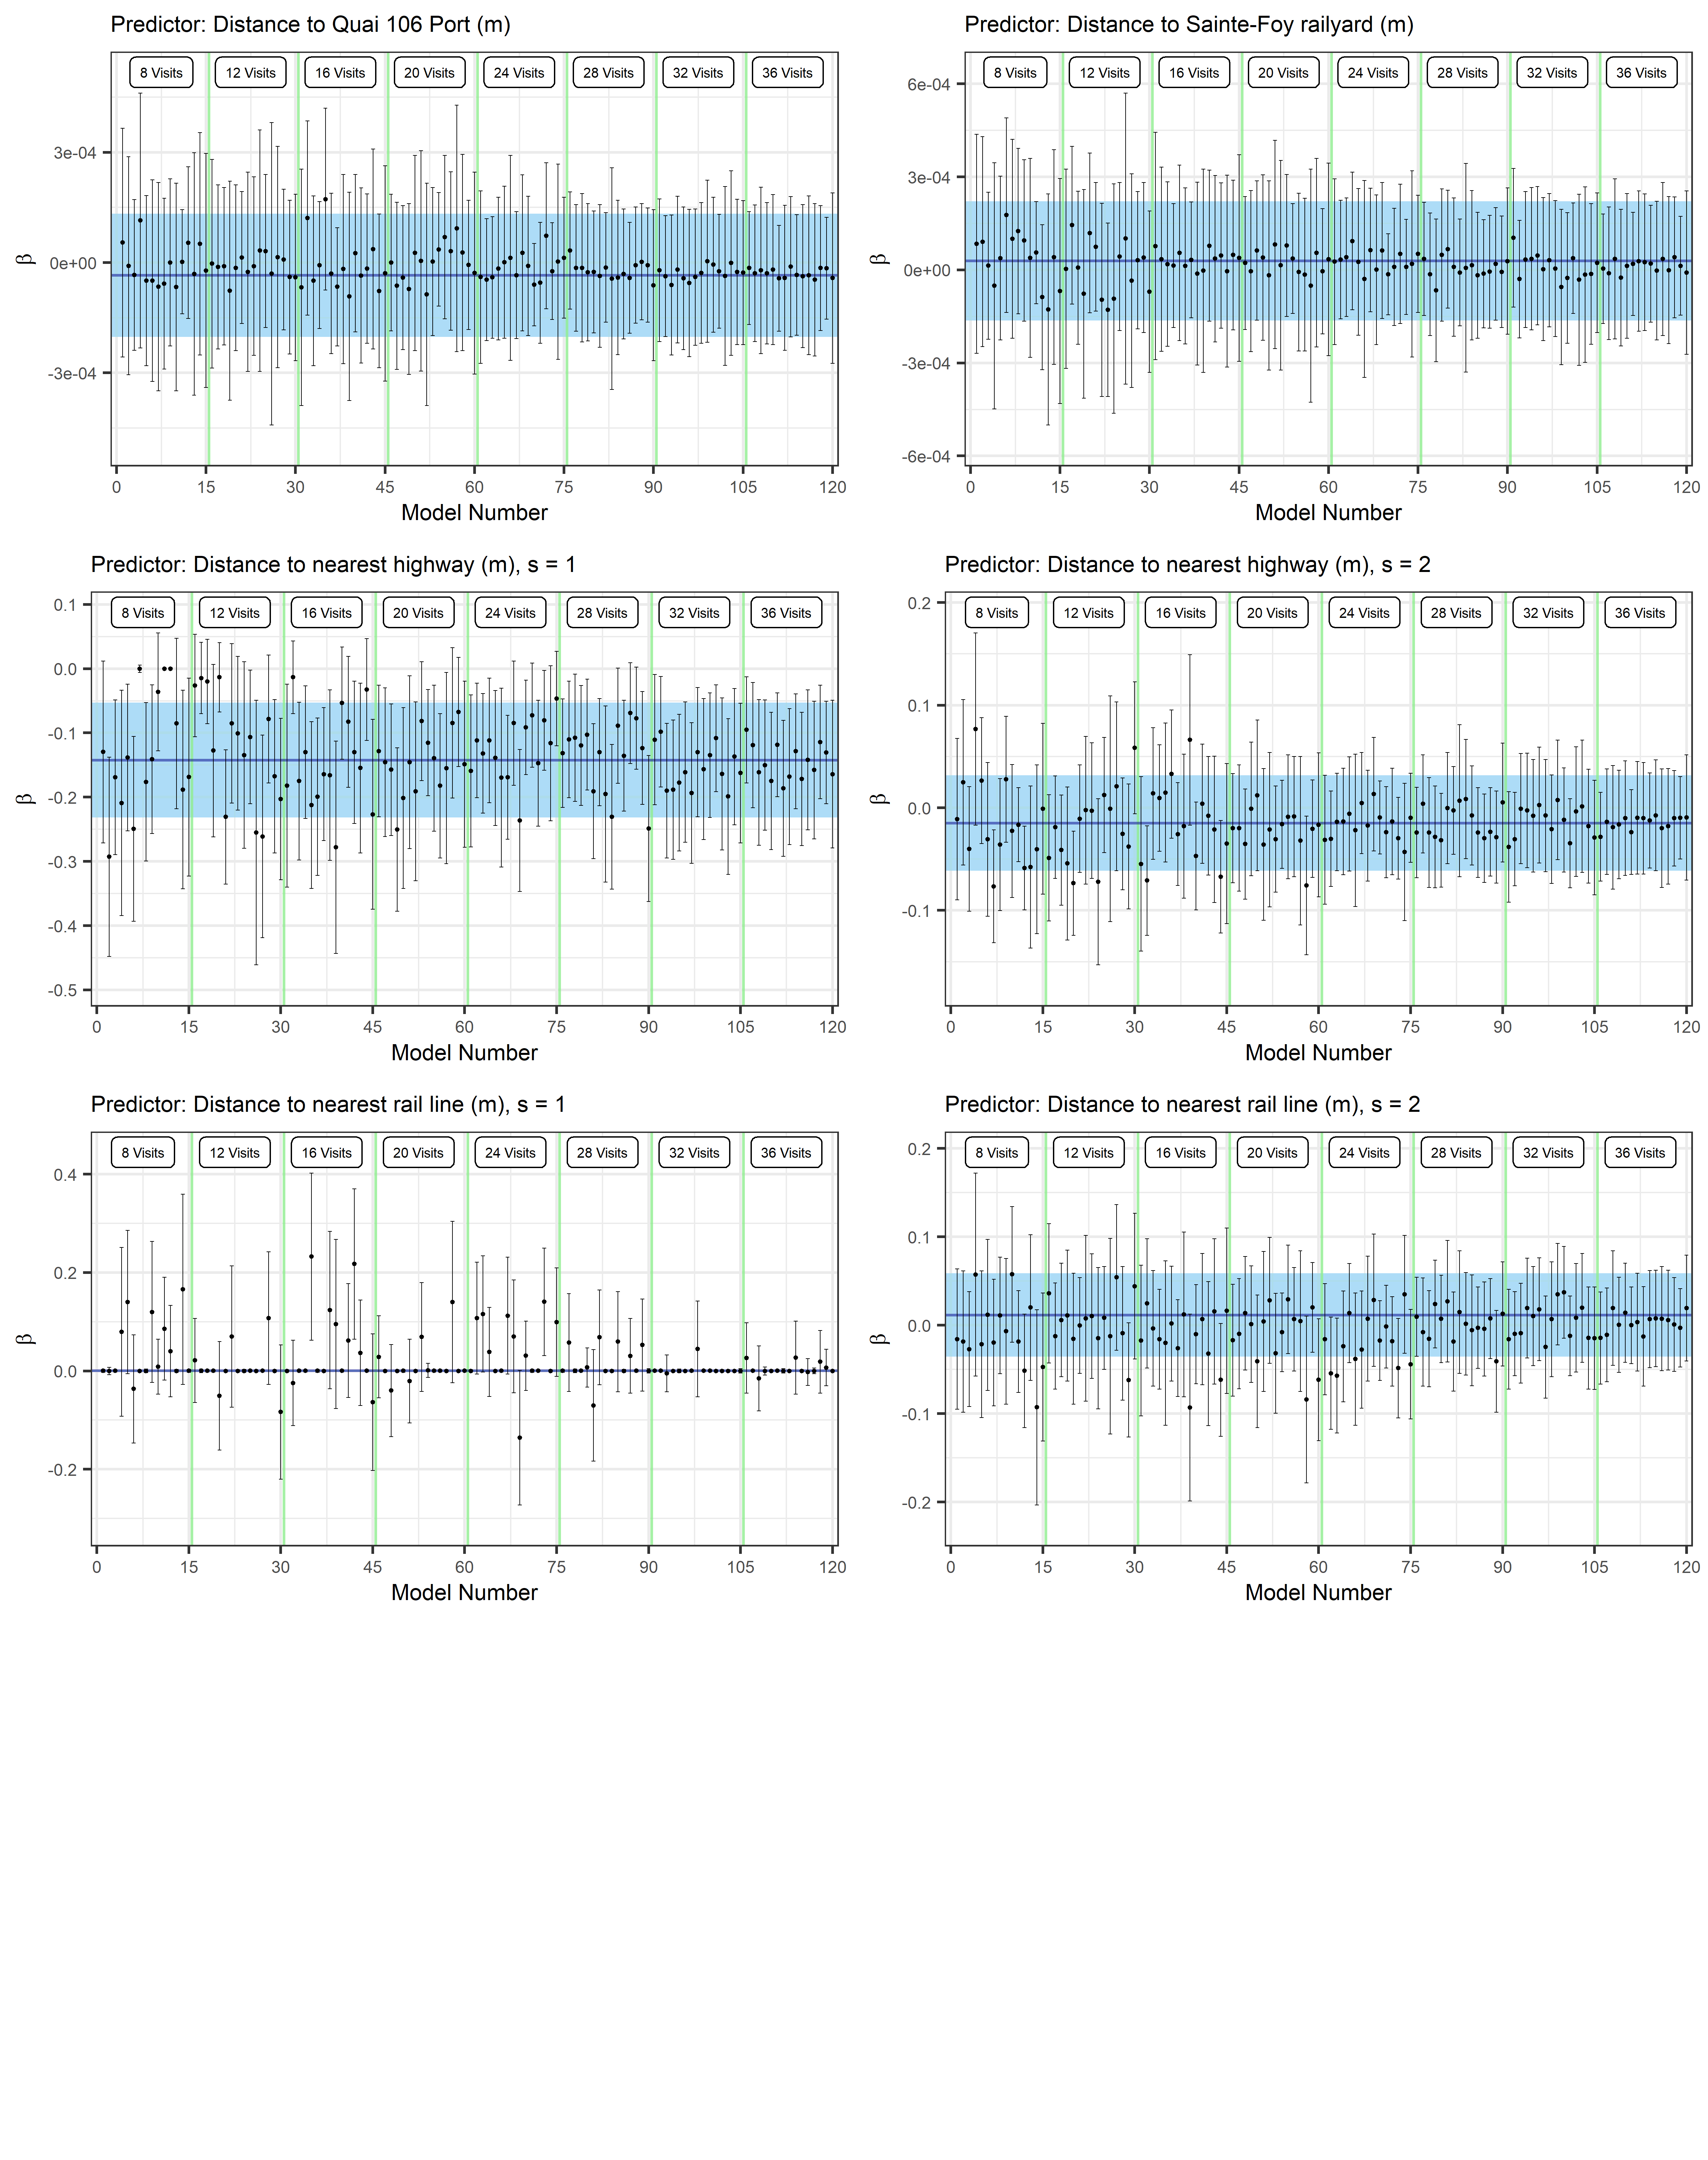 Predictor: Distance to Quai 106 Port (m)
8 Visits 12 Visits 16 Visits 20 Visits 24 Visits 28 Visits 32 Visits 36 Visits
3e-04
0e+00
-3e-04
β
0 15 30 45 60 75 90 105 120
Model Number
Predictor: Distance to Sainte-Foy railyard (m)
8 Visits 12 Visits 16 Visits 20 Visits 24 Visits 28 Visits 32 Visits 36 Visits
6e-04
3e-04
0e+00
-3e-04
-6e-04
β
0 15 30 45 60 75 90 105 120
Model Number
Predictor: Distance to nearest highway (m), s = 1
8 Visits 12 Visits 16 Visits 20 Visits 24 Visits 28 Visits 32 Visits 36 Visits
0.1
0.0
-0.1
-0.2
-0.3
-0.4
-0.5
β
0 15 30 45 60 75 90 105 120
Model Number
Predictor: Distance to nearest highway (m), s = 2
8 Visits 12 Visits 16 Visits 20 Visits 24 Visits 28 Visits 32 Visits 36 Visits
0.2
0.1
0.0
-0.1
β
0 15 30 45 60 75 90 105 120
Model Number
Predictor: Distance to nearest rail line (m), s = 1
8 Visits 12 Visits 16 Visits 20 Visits 24 Visits 28 Visits 32 Visits 36 Visits
0.4
0.2
0.0
-0.2
β
0 15 30 45 60 75 90 105 120
Model Number
Predictor: Distance to nearest rail line (m), s = 2
8 Visits 12 Visits 16 Visits 20 Visits 24 Visits 28 Visits 32 Visits 36 Visits
0.2
0.1
0.0
-0.1
-0.2
β
0 15 30 45 60 75 90 105 120
Model Number